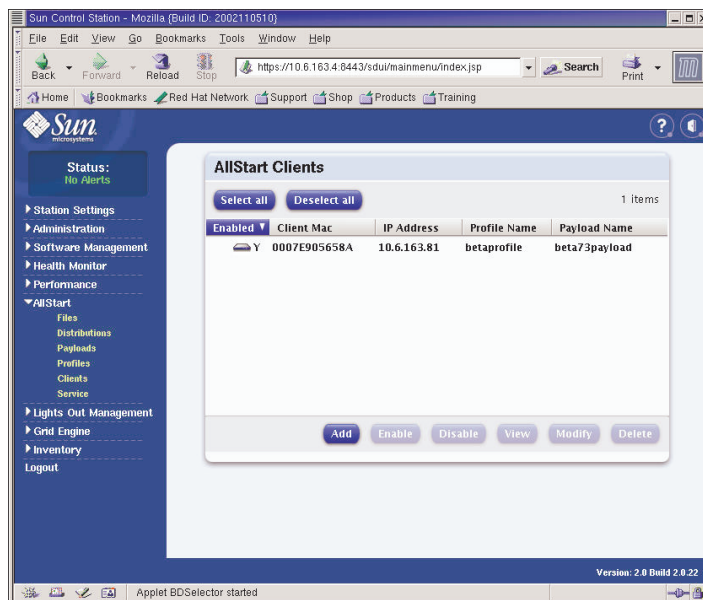 Sun Control Station - Mozilla {Build ID: 2002110510}
File Edit View Go Bookmarks Tools Window Help
Back Forward Reload Stop https://10.6.163.4:8443/sdui/mainmenu/index.jsp Search Print
Home Bookmarks Red Hat Network Support Shop Products Training
Sun
microsystems
?
Status:
No Alerts
Station Settings
Administration
Software Management
Health Monitor
Performance
AllStart
Files
Distributions
Payloads
Profiles
Clients
Service
Lights Out Management
Grid Engine
Inventory
Logout
AllStart Clients
Select all Deselect all 1 items
Enabled Client Mac IP Address Profile Name Payload Name
Y 0007E905658A 10.6.163.81 betaprofile beta73payload
Add Enable Disable View Modify Delete
Version: 2.0 Build 2.0.22
Applet BDSelector started